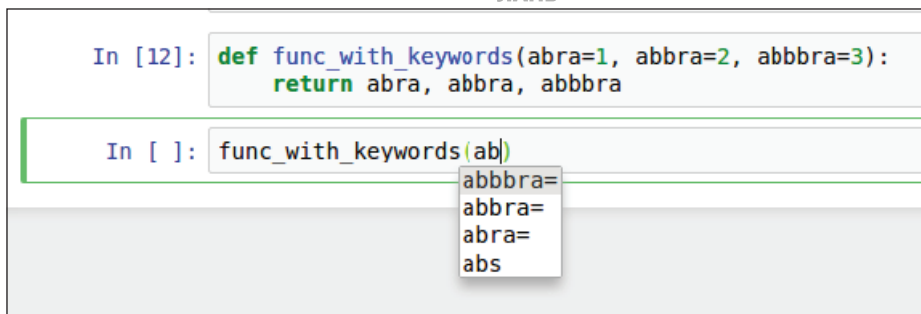 In [12]: def func_with_keywords(abra=1, abbra=2, abbbra=3):
    return abra, abbra, abbbra
In [ ]: func_with_keywords(ab)
abbbra=
abbra=
abra=
abs